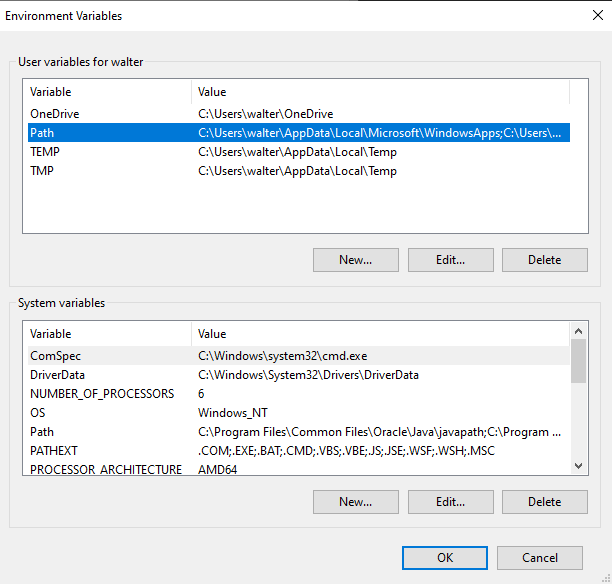 Environment Variables
User variables for walter
Variable Value
OneDrive C:\Users\walter\OneDrive
Path C:\Users\walter\AppData\Local\Microsoft\WindowsApps;C:\Users\...
TEMP C:\Users\walter\AppData\Local\Temp
TMP C:\Users\walter\AppData\Local\Temp
New... Edit... Delete
System variables
Variable Value
ComSpec C:\Windows\system32\cmd.exe
DriverData C:\Windows\System32\Drivers\DriverData
NUMBER_OF_PROCESSORS 6
OS Windows_NT
Path C:\Program Files\Common Files\Oracle\Java\javapath;C:\Program ...
PATHEXT .COM;.EXE;.BAT;.CMD;.VBS;.VBE;.JS;.JSE;.WSF;.WSH;.MSC
PROCESSOR_ARCHITECTURE AMD64
New... Edit... Delete
OK Cancel